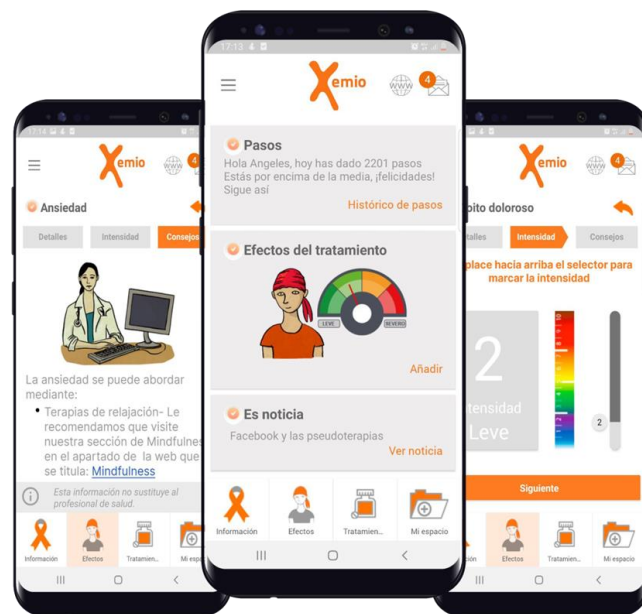 17:14
Xemio
www
4
Ansiedad
Detalles
Intensidad
Consejos
La ansiedad se puede abordar
mediante:
• Terapias de relajación- Le
recomendamos que visite
nuestra sección de Mindfulnes
en el apartado de la web que
se titula: Mindfulness
Esta información no sustituye al
profesional de salud.
Información
Efectos
Tratamien..
17:13
Xemio
www
4
Pasos
Hola Angeles, hoy has dado 2201 pasos
Estás por encima de la media, ¡felicidades!
Sigue así
Histórico de pasos
Efectos del tratamiento
LEVE
SEVERO
Añadir
Es noticia
Facebook y las pseudoterapias
Ver noticia
Información
Efectos
Tratamien..
Mi espacio
emio
www
4
oito doloroso
talles
Intensidad
Consejos
place hacia arriba el selector para
marcar la intensidad
2
ntensidad
Leve
2
Siguiente
Efectos
Tratamien..
Mi espacio